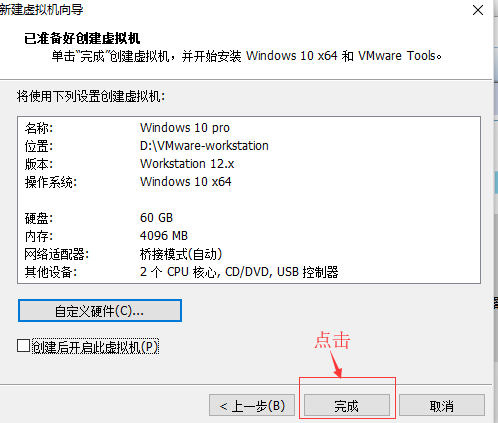 新建虚拟机向导
已准备好创建虚拟机
单击“完成”创建虚拟机，并开始安装 Windows 10 x64 和 VMware Tools。
将使用下列设置创建虚拟机:
名称: Windows 10 pro
位置: D:\VMware-workstation
版本: Workstation 12.x
操作系统: Windows 10 x64
硬盘: 60 GB
内存: 4096 MB
网络适配器: 桥接模式(自动)
其他设备: 2 个 CPU 核心, CD/DVD, USB 控制器
自定义硬件(C)...
创建后开启此虚拟机(P)
点击
< 上一步(B) 完成 取消